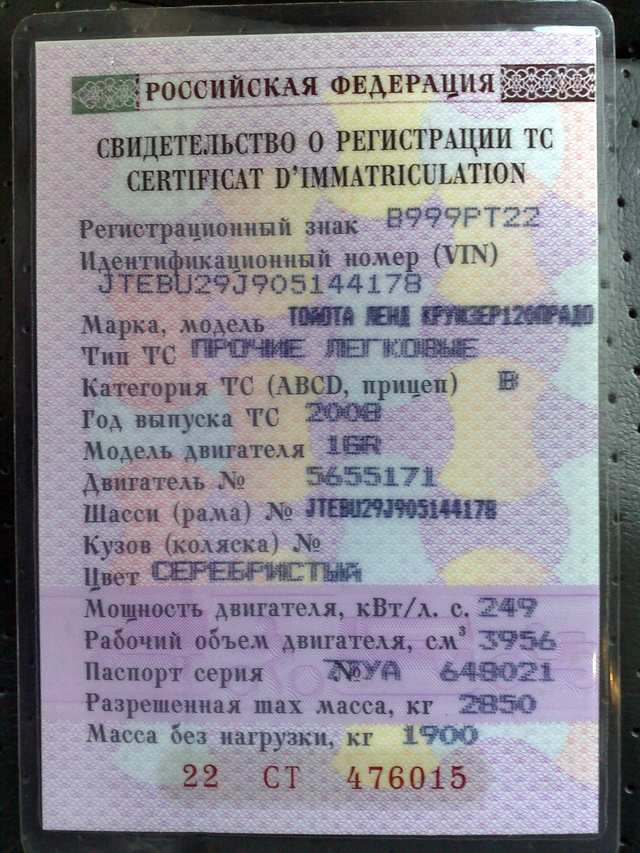 РОССИЙСКАЯ ФЕДЕРАЦИЯ
СВИДЕТЕЛЬСТВО О РЕГИСТРАЦИИ ТС
CERTIFICAT D'IMMATRICULATION
Регистрационный знак В999РТ22
Идентификационный номер (VIN)
JTEBU29J905144178
Марка, модель ТОЙОТА ЛЕНД КРУИЗЕР120ПРАДО
Тип ТС ПРОЧИЕ ЛЕГКОВЫЕ
Категория ТС (ABCD, прицеп) В
Год выпуска ТС 2008
Модель двигателя 1GR
Двигатель № 5655171
Шасси (рама) № JTEBU29J905144178
Кузов (коляска) №
Цвет СЕРЕБРИСТЫЙ
Мощность двигателя, кВт/л. с. 249
Рабочий объем двигателя, см³ 3956
Паспорт серия № УА 648021
Разрешенная max масса, кг 2850
Масса без нагрузки, кг 1900
22 СТ 476015